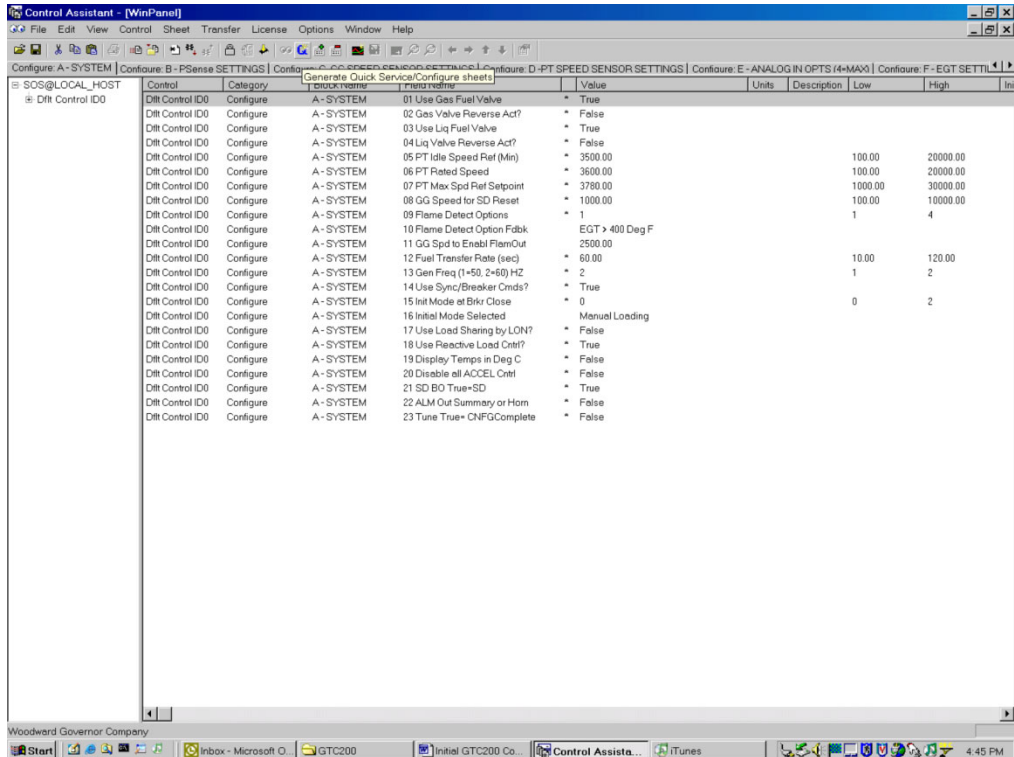 Control Assistant - [WinPanel]
File Edit View Control Sheet Transfer License Options Window Help
Configure: A - SYSTEM Configure: B - PSense SETTINGS Configure: C-GG SPEED SENSOR SETTINGS Configure: D -PT SPEED SENSOR SETTINGS Configure: E - ANALOG IN OPTS (4=MAX) Configure: F - EGT SETTI
Generate Quick Service/Configure sheets
SOS@LOCAL_HOST
Dflt Control ID0
Control Category Block Name Field Name Value Units Description Low High Ini
Dflt Control ID0 Configure A - SYSTEM 01 Use Gas Fuel Valve * True
Dflt Control ID0 Configure A - SYSTEM 02 Gas Valve Reverse Act? * False
Dflt Control ID0 Configure A - SYSTEM 03 Use Liq Fuel Valve * True
Dflt Control ID0 Configure A - SYSTEM 04 Liq Valve Reverse Act? * False
Dflt Control ID0 Configure A - SYSTEM 05 PT Idle Speed Ref (Min) * 3500.00 100.00 20000.00
Dflt Control ID0 Configure A - SYSTEM 06 PT Rated Speed * 3600.00 100.00 20000.00
Dflt Control ID0 Configure A - SYSTEM 07 PT Max Spd Ref Setpoint * 3780.00 1000.00 30000.00
Dflt Control ID0 Configure A - SYSTEM 08 GG Speed for SD Reset * 1000.00 100.00 10000.00
Dflt Control ID0 Configure A - SYSTEM 09 Flame Detect Options * 1 1 4
Dflt Control ID0 Configure A - SYSTEM 10 Flame Detect Option Fdbk EGT > 400 Deg F
Dflt Control ID0 Configure A - SYSTEM 11 GG Spd to Enabl FlamOut 2500.00
Dflt Control ID0 Configure A - SYSTEM 12 Fuel Transfer Rate (sec) * 60.00 10.00 120.00
Dflt Control ID0 Configure A - SYSTEM 13 Gen Freq (1=50, 2=60) HZ * 2 1 2
Dflt Control ID0 Configure A - SYSTEM 14 Use Sync/Breaker Cmds? * True
Dflt Control ID0 Configure A - SYSTEM 15 Init Mode at Brkr Close * 0 0 2
Dflt Control ID0 Configure A - SYSTEM 16 Initial Mode Selected Manual Loading
Dflt Control ID0 Configure A - SYSTEM 17 Use Load Sharing by LON? * False
Dflt Control ID0 Configure A - SYSTEM 18 Use Reactive Load Cntrl? * True
Dflt Control ID0 Configure A - SYSTEM 19 Display Temps in Deg C * False
Dflt Control ID0 Configure A - SYSTEM 20 Disable all ACCEL Cntrl * False
Dflt Control ID0 Configure A - SYSTEM 21 SD BO True=SD * True
Dflt Control ID0 Configure A - SYSTEM 22 ALM Out Summary or Horn * False
Dflt Control ID0 Configure A - SYSTEM 23 Tune True= CNFGComplete * False
Woodward Governor Company
Start Inbox - Microsoft O... GTC200 Initial GTC200 Co... Control Assista... iTunes 4:45 PM